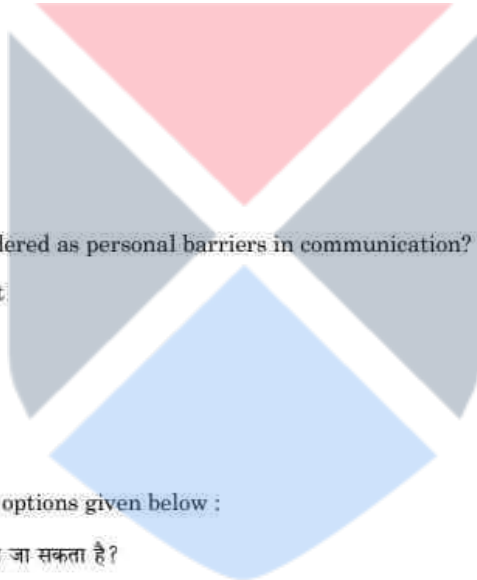 dered as personal barriers in communication?
t
options given below :
जा सकता है?